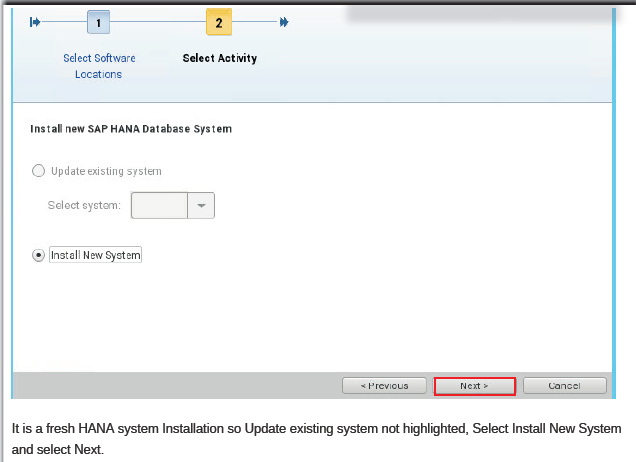 1
2
Select Software
Locations
Select Activity
Install new SAP HANA Database System
Update existing system
Select system:
Install New System
< Previous
Next >
Cancel
It is a fresh HANA system Installation so Update existing system not highlighted, Select Install New System
and select Next.